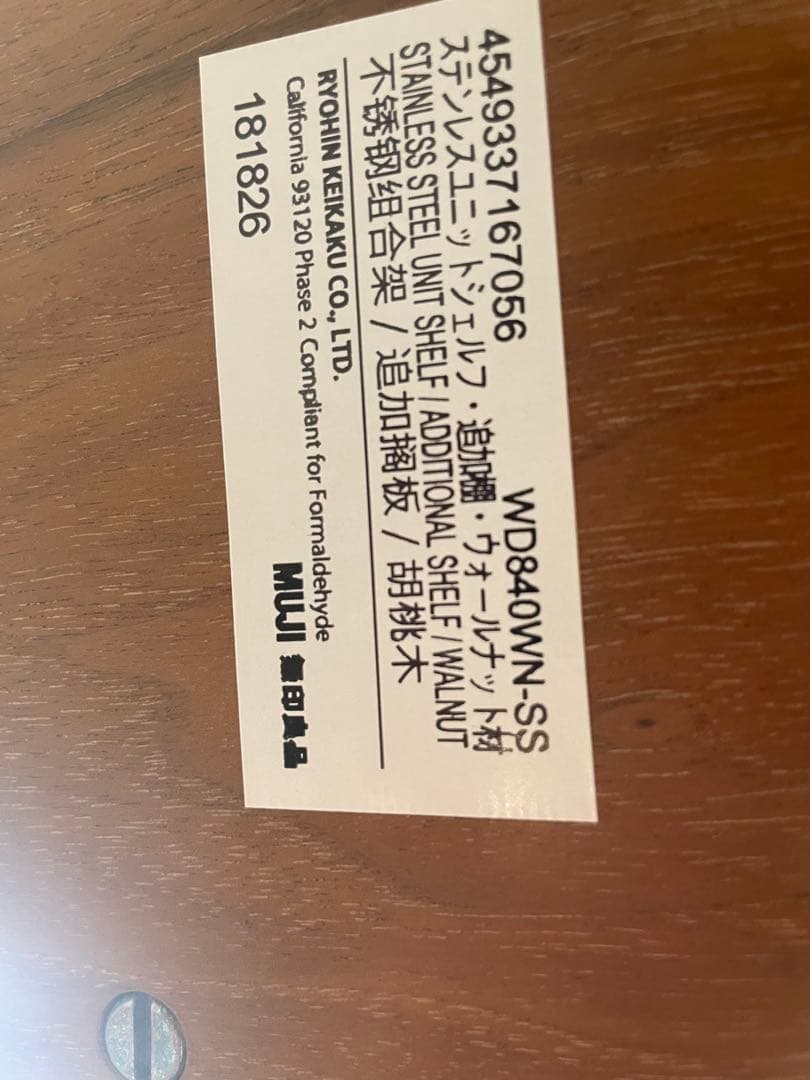 4549337167056 WD840WN-SS
ステンレスユニットシェルフ・追加棚・ウォールナット材
STAINLESS STEEL UNIT SHELF / ADDITIONAL SHELF / WALNUT
不锈钢组合架 / 追加搁板 / 胡桃木
RYOHIN KEIKAKU CO., LTD.
California 93120 Phase 2 Compliant for Formaldehyde
181826 MUJI 無印良品